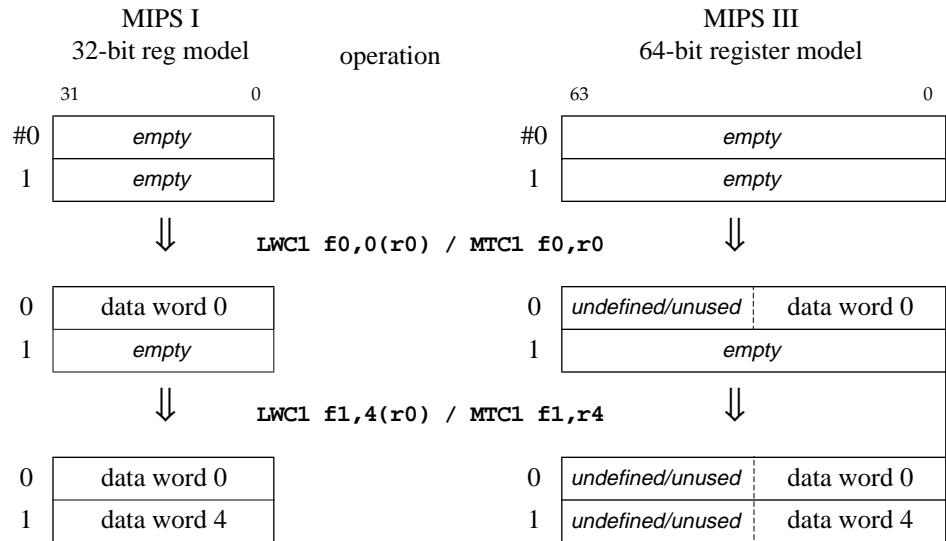 MIPS I MIPS III
32-bit reg model operation 64-bit register model
31 0 63 0
#0 empty #0 empty
1 empty 1 empty
⇓ LWC1 f0,0(r0) / MTC1 f0,r0 ⇓
0 data word 0 0 undefined/unused data word 0
1 empty 1 empty
⇓ LWC1 f1,4(r0) / MTC1 f1,r4 ⇓
0 data word 0 0 undefined/unused data word 0
1 data word 4 1 undefined/unused data word 4